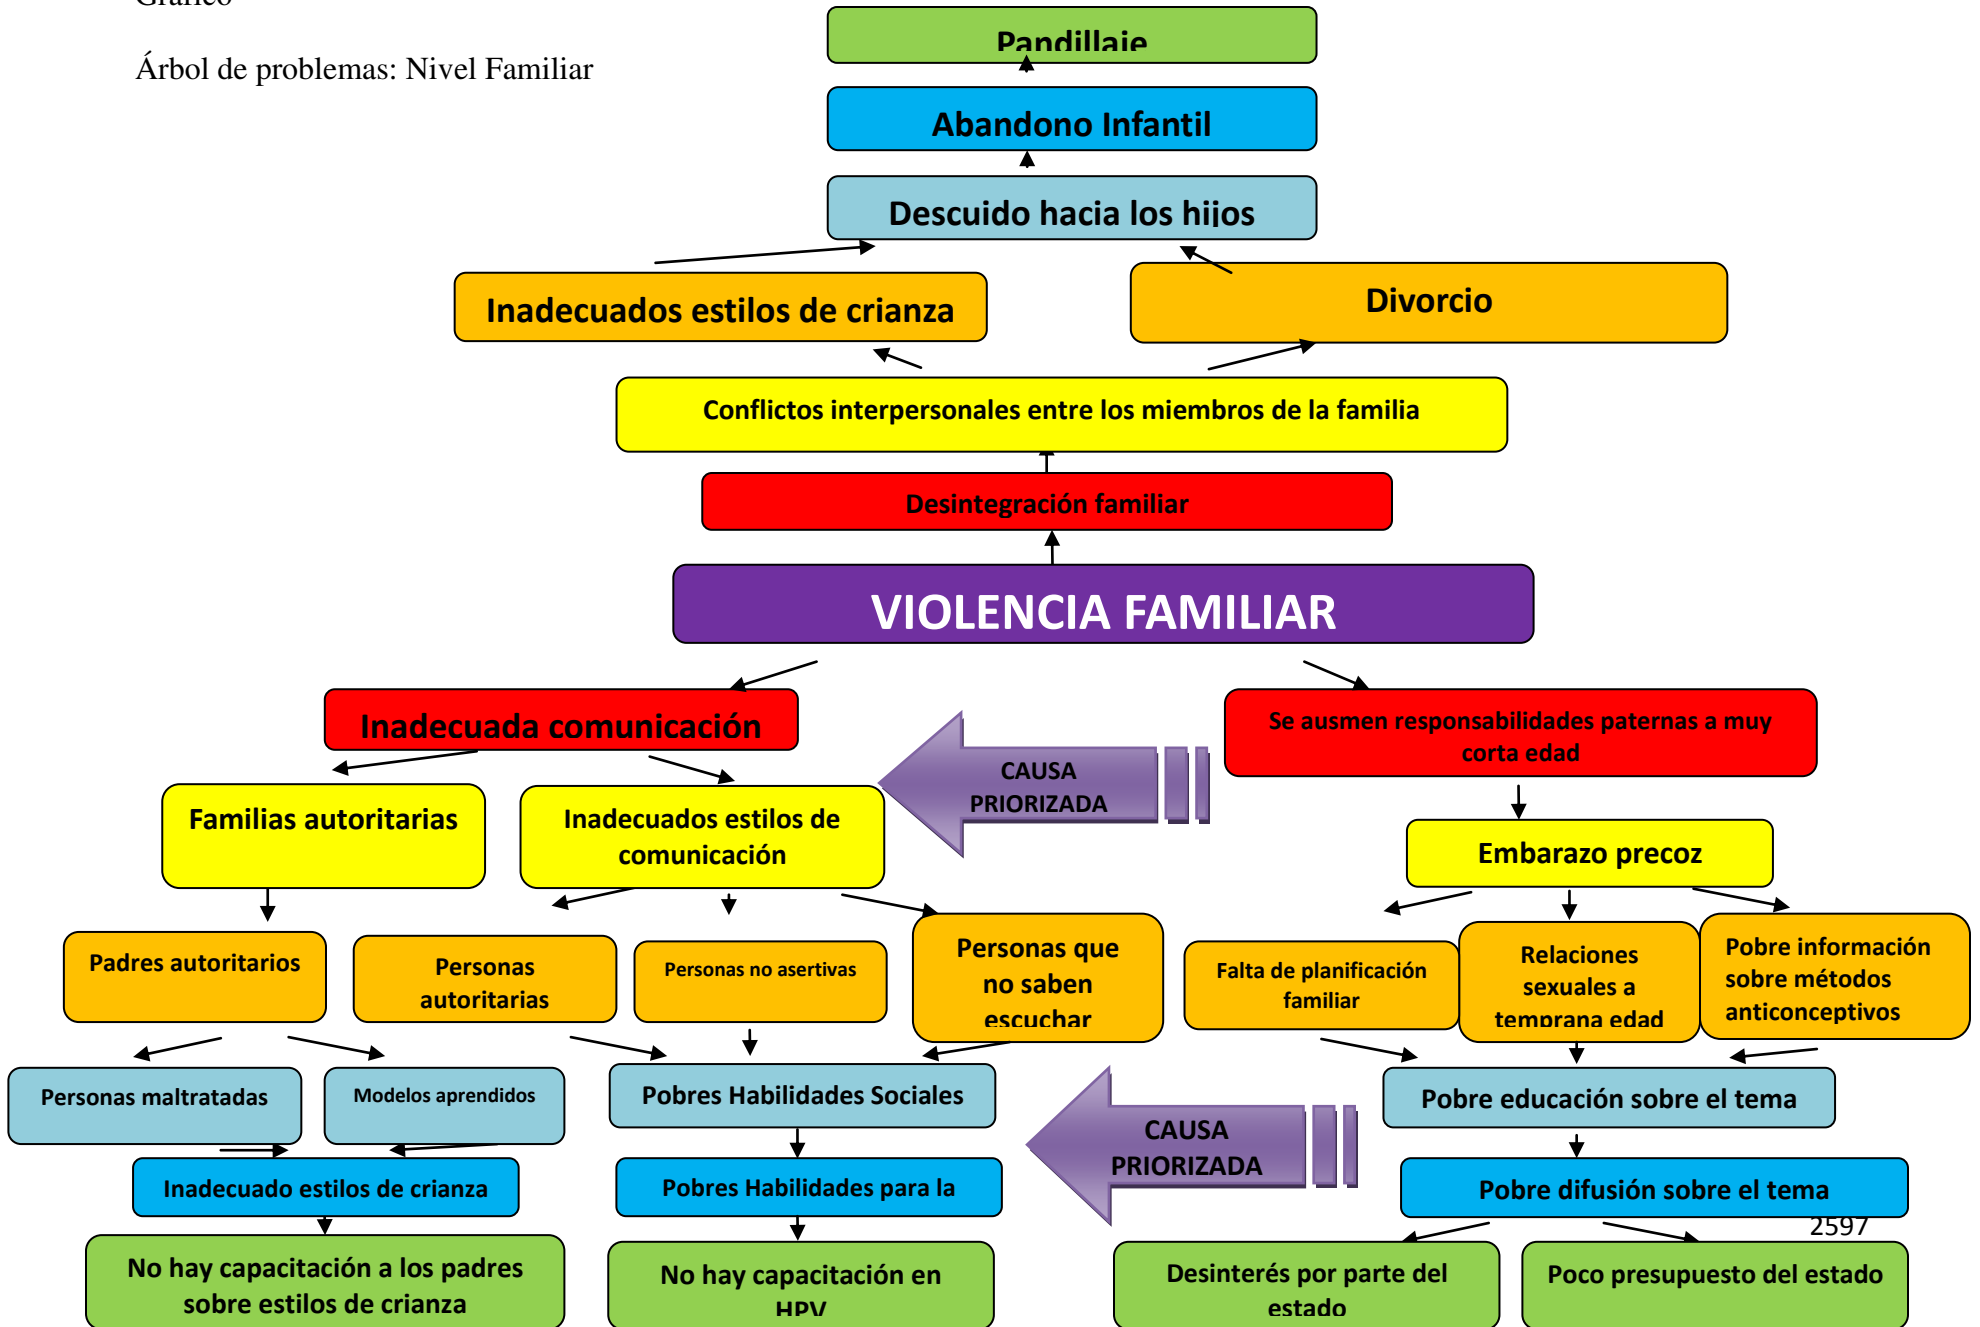 Gráfico
Árbol de problemas: Nivel Familiar
Pandillaje
Abandono Infantil
Descuido hacia los hijos
Inadecuados estilos de crianza
Divorcio
Conflictos interpersonales entre los miembros de la familia
Desintegración familiar
VIOLENCIA FAMILIAR
Inadecuada comunicación
Se ausmen responsabilidades paternas a muy
corta edad
CAUSA
PRIORIZADA
Familias autoritarias
Inadecuados estilos de
comunicación
Embarazo precoz
Padres autoritarios
Personas
autoritarias
Personas no asertivas
Personas que
no saben
escuchar
Falta de planificación
familiar
Relaciones
sexuales a
temprana edad
Pobre información
sobre métodos
anticonceptivos
Personas maltratadas
Modelos aprendidos
Pobres Habilidades Sociales
Pobre educación sobre el tema
CAUSA
PRIORIZADA
Inadecuado estilos de crianza
Pobres Habilidades para la
Pobre difusión sobre el tema
2597
No hay capacitación a los padres
sobre estilos de crianza
No hay capacitación en
HPV
Desinterés por parte del
estado
Poco presupuesto del estado